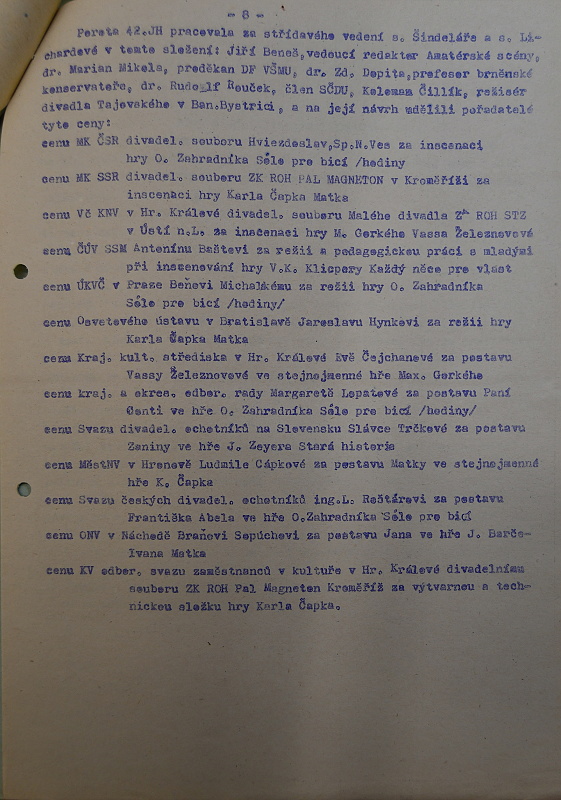 - 8 -
Porota 42.JH pracovala za střídavého vedení s. Šindeláře a s. Li-
chardové v tomto složení: Jiří Beneš, vedoucí redaktor Amatérské scény,
dr. Marian Mikola, proděkan DF VŠMU, dr. Zd. Dopita, profesor brněnské
konservatoře, dr. Rudolf Rouček, člen SČDU, Koloman Čillík, režisér
divadla Tajovského v Ban.Bystrici, a na její návrh udělili pořadatelé
tyto ceny:
cenu MK ČSR divadel. souboru Hviezdoslav,Sp.N.Ves za inscenaci
hry O. Zahradníka Sólo pro bicí /hodiny
cenu MK SSR divadel. souboru ZK ROH PAL MAGNETON v Kroměříži za
inscenaci hry Karla Čapka Matka
cenu Vč KNV v Hr. Králové divadel. souboru Malého divadla ZK ROH STZ
v Ústí n.L. za inscenaci hry M. Gorkého Vassa Železnovová
cenu ČÚV SSM Antonínu Baštovi za režii a pedagogickou práci s mladými
při inscenování hry V.K. Klicpery Každý něco pro vlast
cenu ÚKVČ v Praze Beňovi Michalskému za režii hry O. Zahradníka
Sólo pro bicí /hodiny/
cenu Osvetového ústavu v Bratislavě Jaroslavu Hynkovi za režii hry
Karla Čapka Matka
cenu Kraj. kult. střediska v Hr. Králové Evě Čejchanové za postavu
Vassy Železnovové ve stejnojmenné hře Max. Gorkého
cenu kraj. a okres. odbor. rady Margaretě Lopatové za postavu Paní
Conti ve hře O. Zahradníka Sólo pro bicí /hodiny/
cenu Svazu divadel. ochotníků na Slovensku Slávce Trčkové za postavu
Zaniny ve hře J. Zeyera Stará historie
cenu MěstNV v Hronově Ludmile Cápkové za postavu Matky ve stejnojmenné
hře K. Čapka
cenu Svazu českých divadel. ochotníků ing.L. Roštárovi za postavu
Františka Abela ve hře O.Zahradníka Sólo pro bicí
cenu ONV v Náchodě Braňovi Sopúchovi za postavu Jana ve hře J. Barče-
Ivana Matka
cenu KV odbor. svazu zaměstnanců v kultuře v Hr. Králové divadelnímu
souboru ZK ROH Pal Magneton Kroměříž za výtvarnou a tech-
nickou složku hry Karla Čapka.